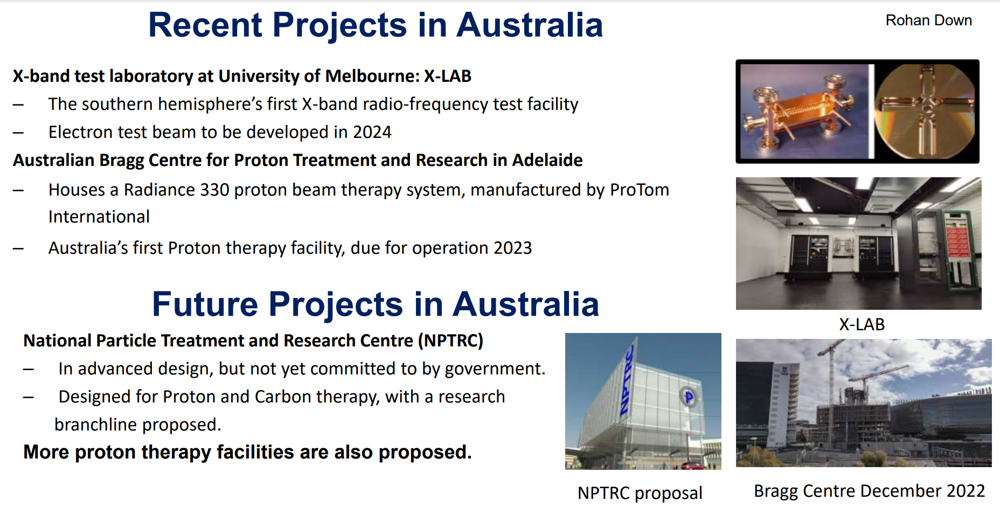 Recent Projects in Australia
Rohan Down
X-band test laboratory at University of Melbourne: X-LAB
– The southern hemisphere’s first X-band radio-frequency test facility
– Electron test beam to be developed in 2024
Australian Bragg Centre for Proton Treatment and Research in Adelaide
– Houses a Radiance 330 proton beam therapy system, manufactured by ProTom
International
– Australia’s first Proton therapy facility, due for operation 2023
X-LAB
Future Projects in Australia
National Particle Treatment and Research Centre (NPTRC)
– In advanced design, but not yet committed to by government.
– Designed for Proton and Carbon therapy, with a research
branchline proposed.
More proton therapy facilities are also proposed.
NPTRC
P
NPTRC proposal
Bragg Centre December 2022